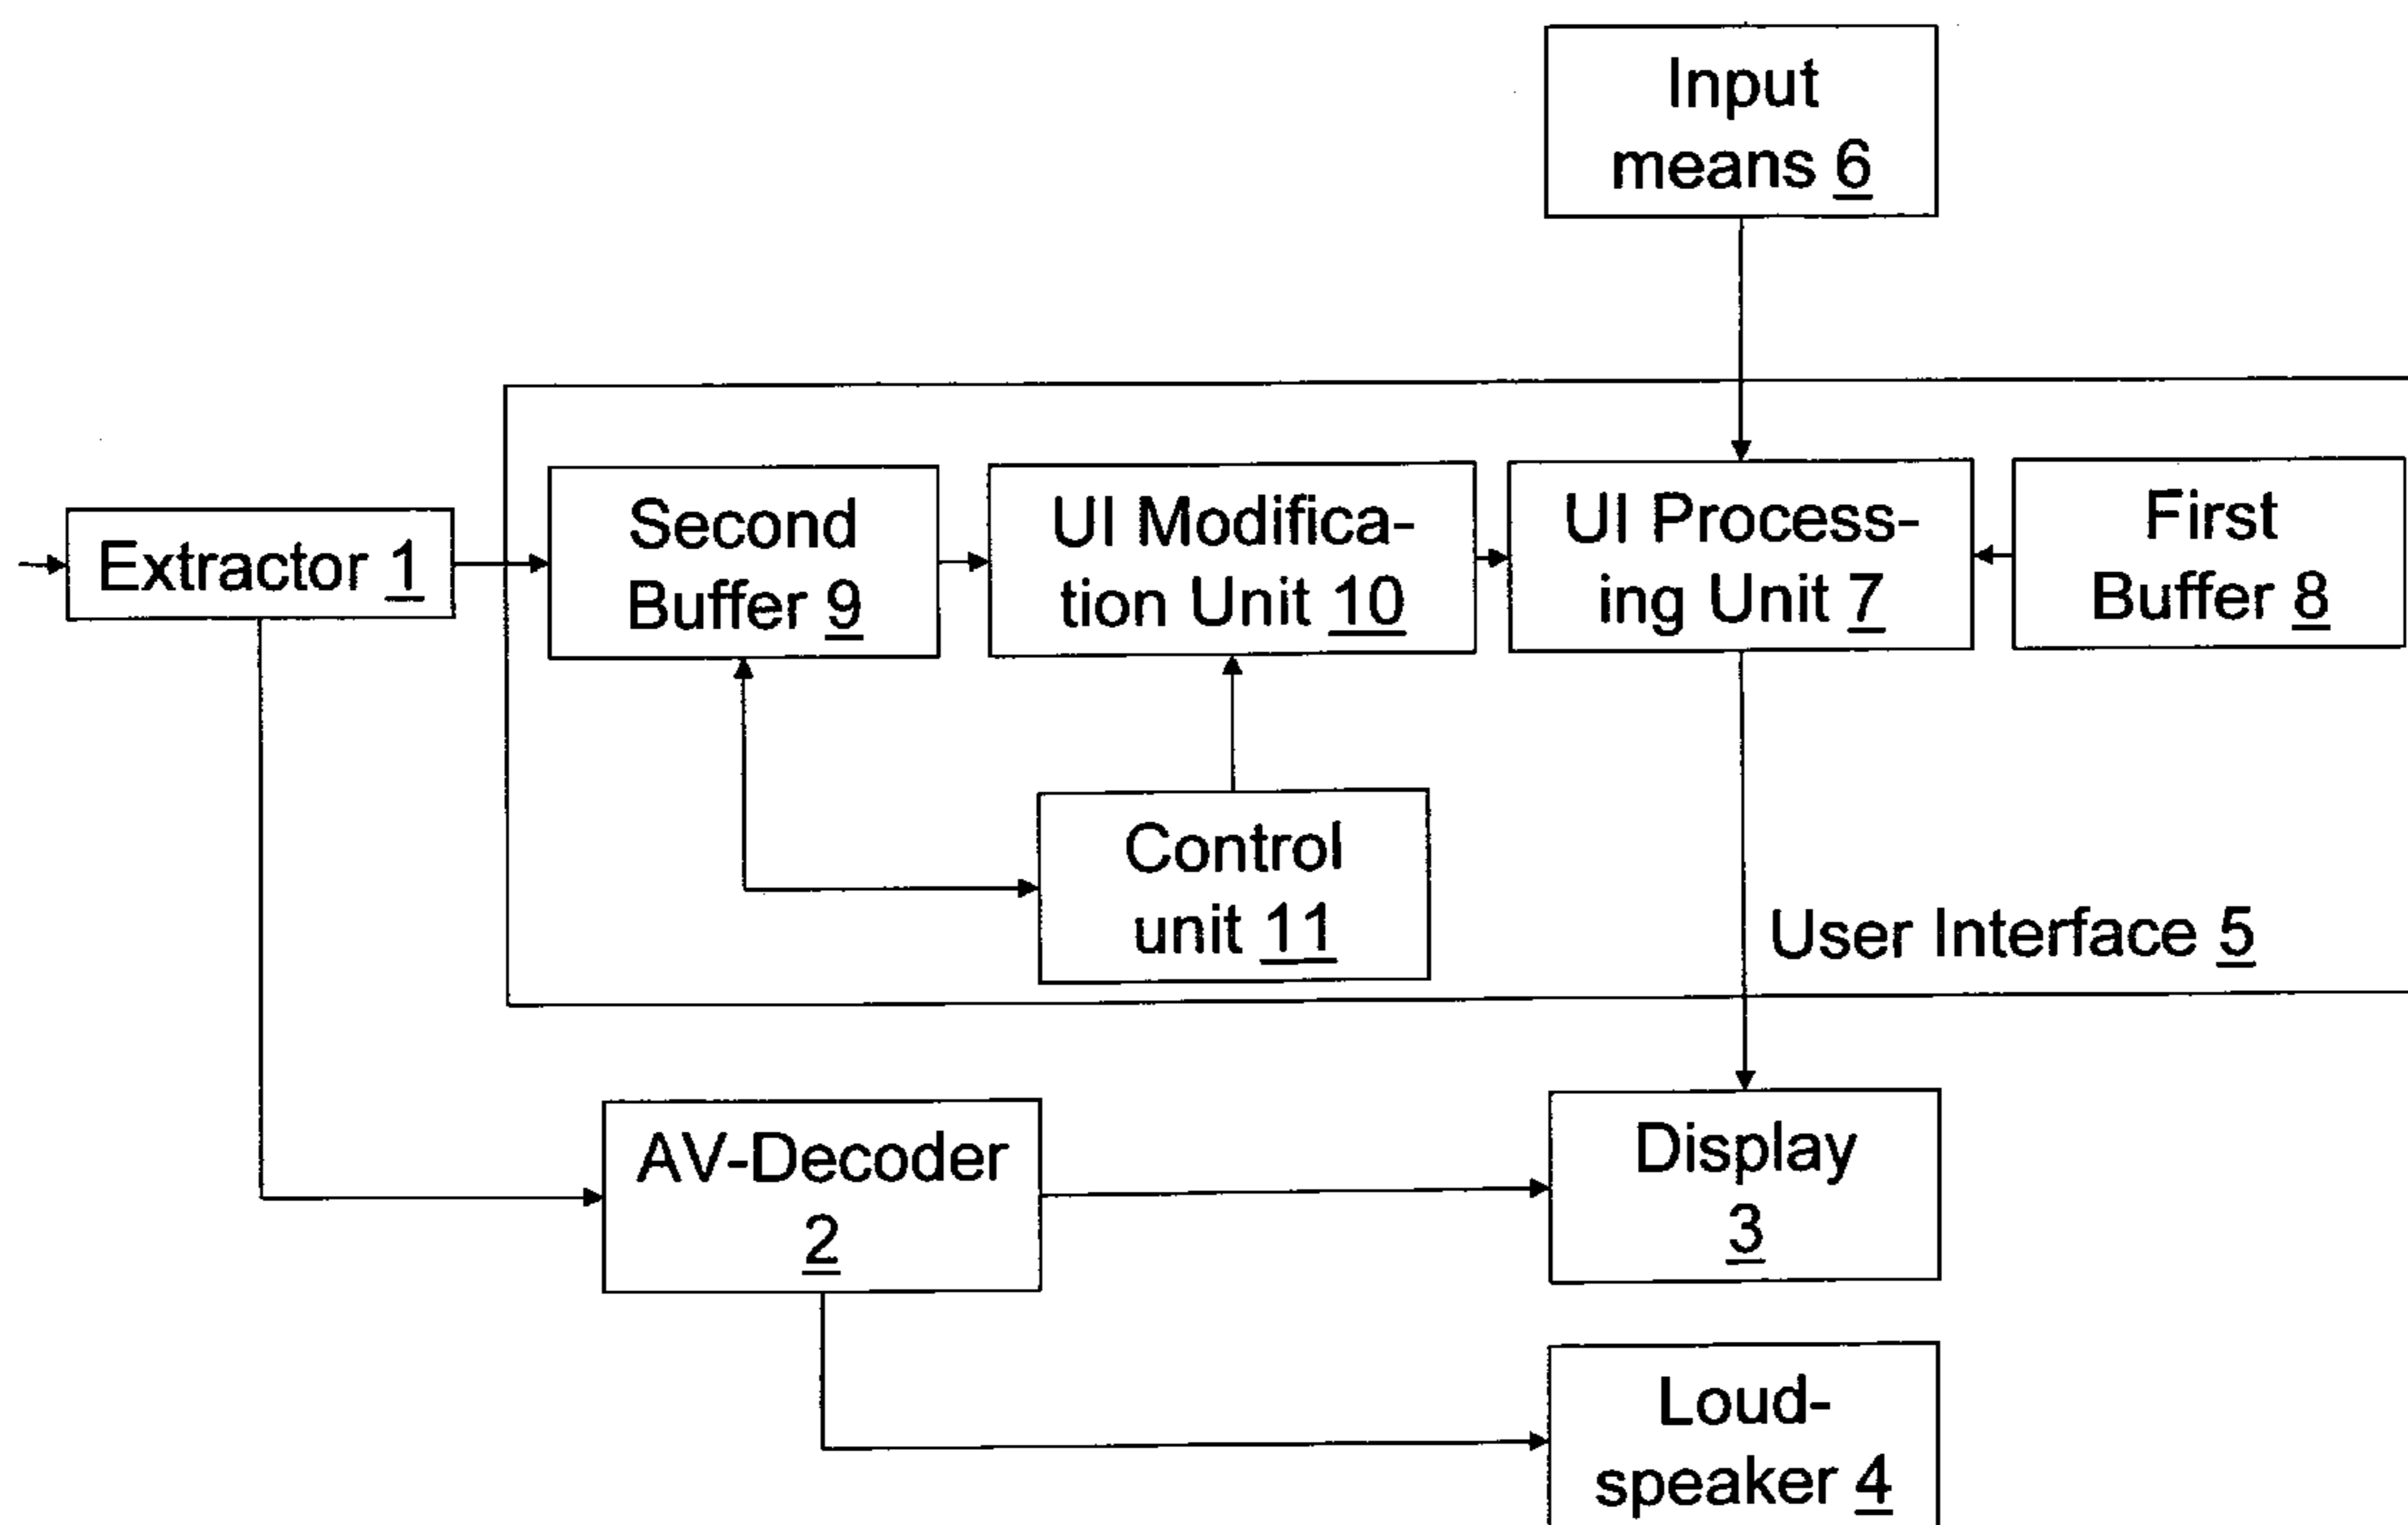 Input
means 6
Extractor 1
Second
Buffer 9
UI Modifica-
tion Unit 10
UI Process-
ing Unit 7
First
Buffer 8
Control
unit 11
User Interface 5
AV-Decoder
2
Display
3
Loud-
speaker 4